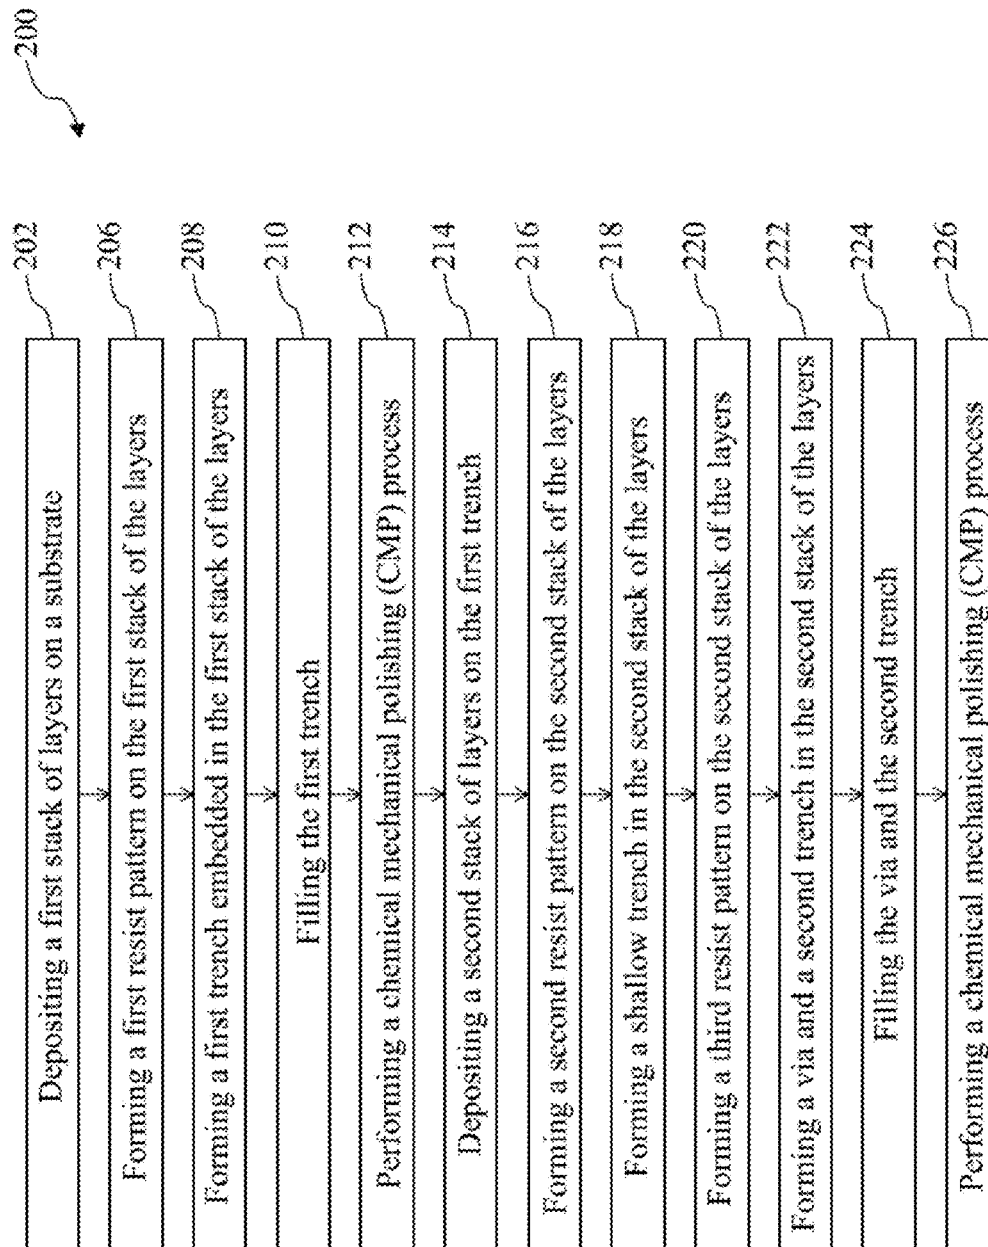 200
Depositing a first stack of layers on a substrate
202
Forming a first resist pattern on the first stack of the layers
206
Forming a first trench embedded in the first stack of the layers
208
Filling the first trench
210
Performing a chemical mechanical polishing (CMP) process
212
Depositing a second stack of layers on the first trench
214
Forming a second resist pattern on the second stack of the layers
216
Forming a shallow trench in the second stack of the layers
218
Forming a third resist pattern on the second stack of the layers
220
Forming a via and a second trench in the second stack of the layers
222
Filling the via and the second trench
224
Performing a chemical mechanical polishing (CMP) process
226